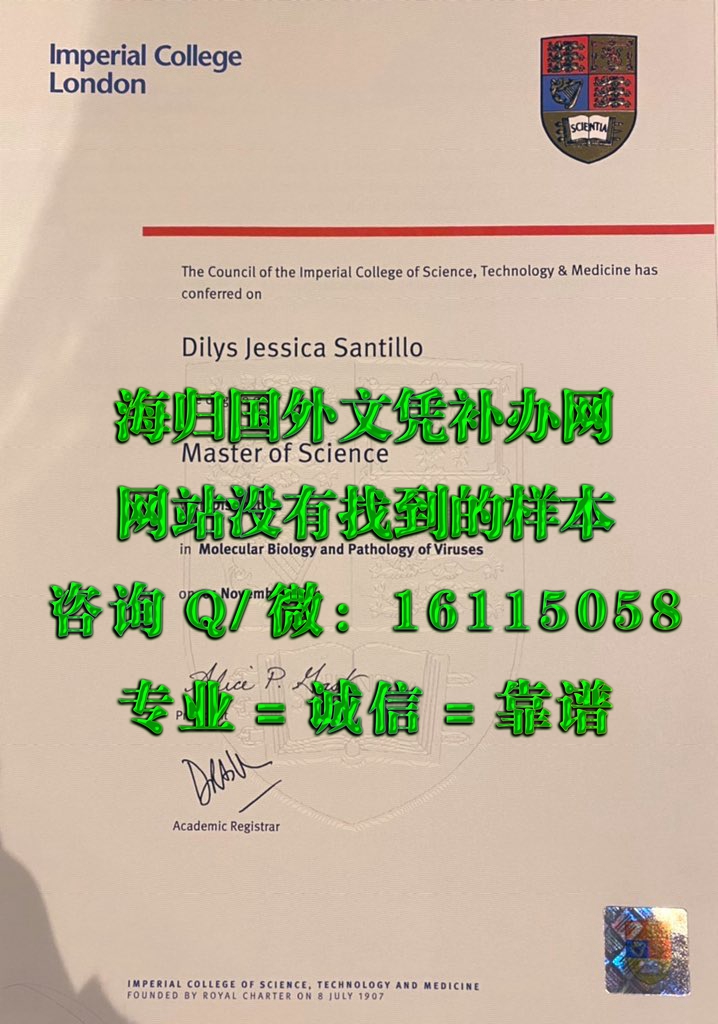 Imperial College
London
SCIENTIA
The Council of the Imperial College of Science, Technology & Medicine has
conferred on
Dilys Jessica Santillo
海归国外文凭补办网
Master of Science
网站没有找到的样本
in Molecular Biology and Pathology of Viruses
咨询 Q/微：16115058
Alice P. Gast
专业 = 诚信 = 靠谱
Academic Registrar
IMPERIAL COLLEGE OF SCIENCE, TECHNOLOGY AND MEDICINE
FOUNDED BY ROYAL CHARTER ON 8 JULY 1907